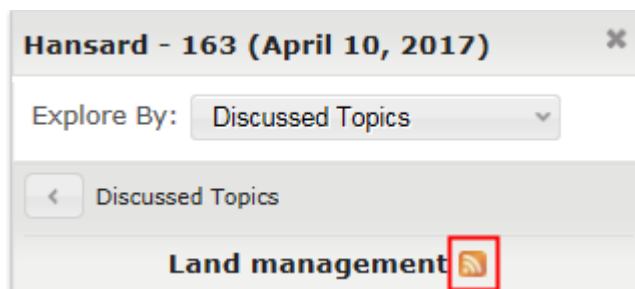 Hansard - 163 (April 10, 2017)
Explore By: Discussed Topics
Discussed Topics
Land management